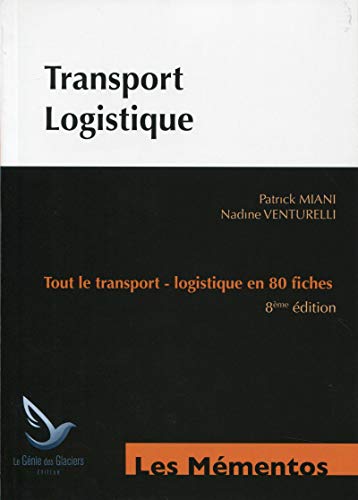 Transport
Logistique
Patrick MIANI
Nadine VENTURELLI
Tout le transport - logistique en 80 fiches
8ème édition
Le Génie des Glaciers
éditeur
Les Mémentos